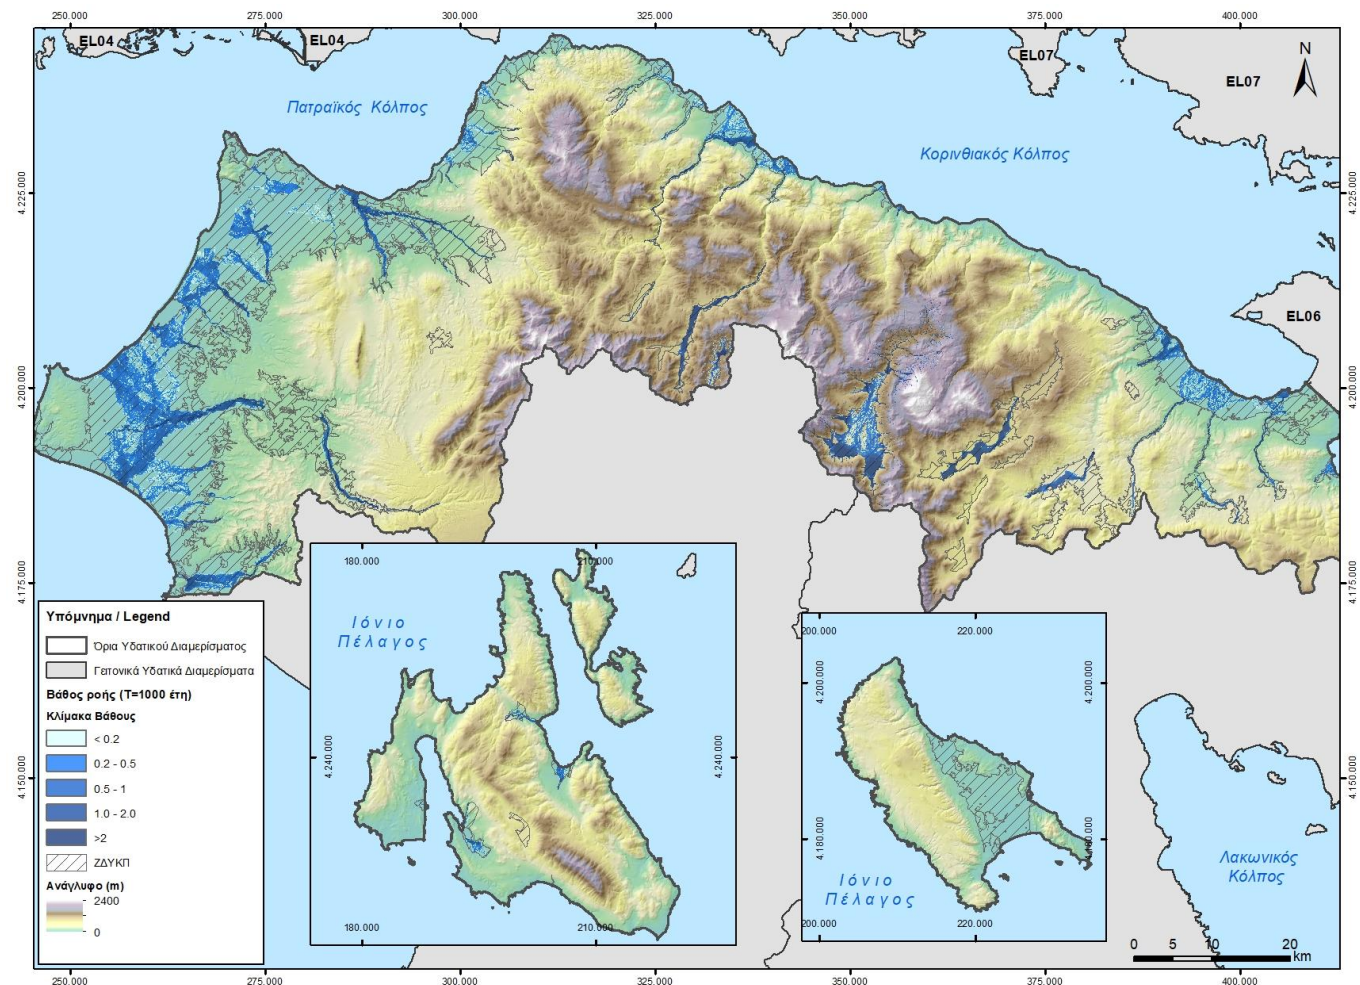 250.000 275.000 300.000 325.000 350.000 375.000 400.000
EL04 EL04 EL07 EL07
N
Πατραϊκός Κόλπος
Κορινθιακός Κόλπος
4.225.000 4.225.000
EL06
4.200.000 4.200.000
4.175.000 4.175.000
180.000 210.000
Ιόνιο
Πέλαγος
4.240.000 4.240.000
180.000 210.000
200.000 220.000
4.200.000 4.200.000
4.180.000 4.180.000
Ιόνιο
Πέλαγος
200.000 220.000
4.150.000 4.150.000
Λακωνικός
Κόλπος
Υπόμνημα / Legend
Όρια Υδατικού Διαμερίσματος
Γειτονικά Υδατικά Διαμερίσματα
Βάθος ροής (Τ=1000 έτη)
Κλίμακα Βάθους
< 0.2
0.2 - 0.5
0.5 - 1
1.0 - 2.0
>2
ΖΔΥΚΠ
Ανάγλυφο (m)
2400
0
0 5 10 20
km
250.000 275.000 300.000 325.000 350.000 375.000 400.000